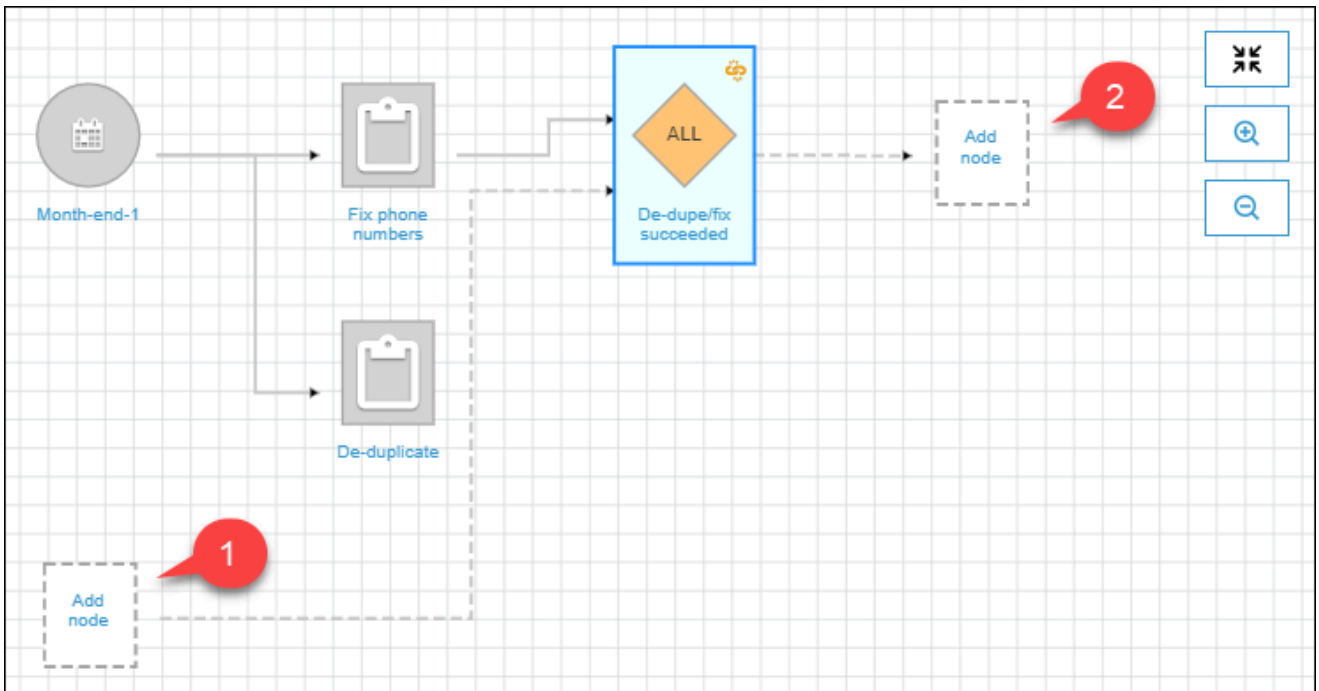 Month-end-1
Fix phone
numbers
ALL
De-dupe/fix
succeeded
Add
node
2
De-duplicate
1
Add
node